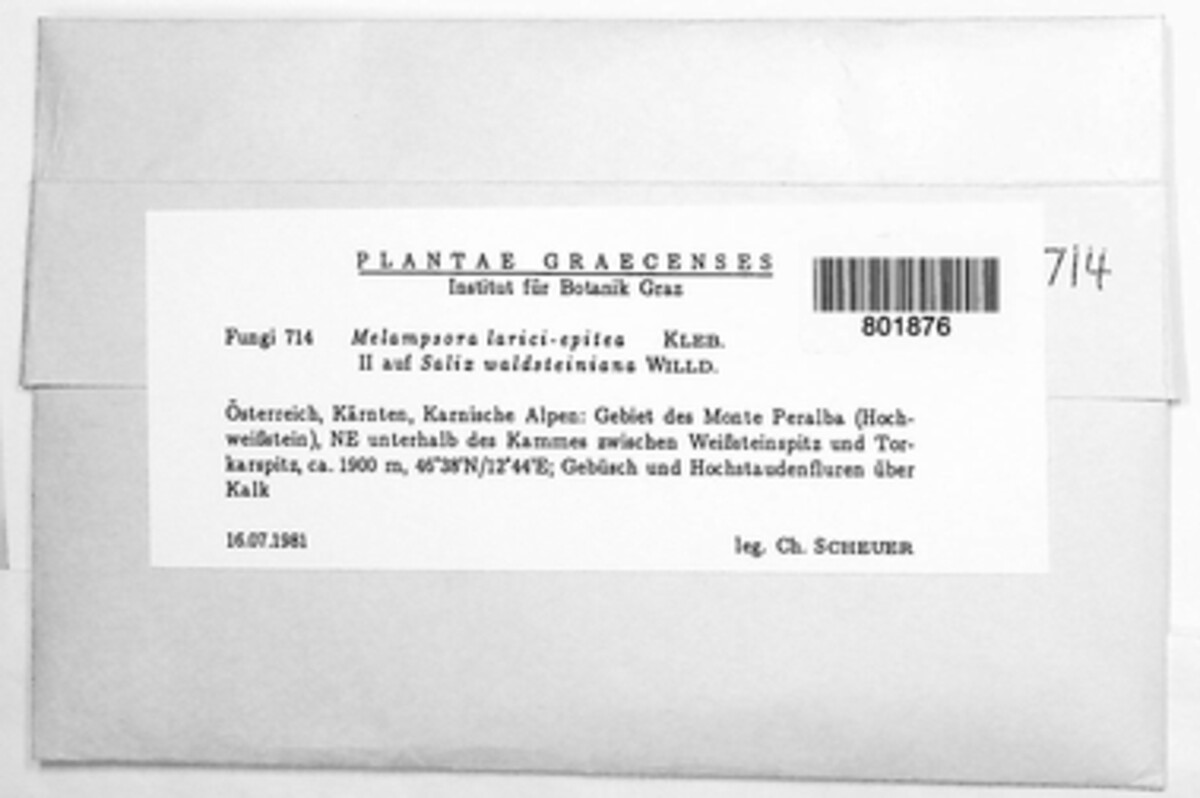 PLANTAE GRAECENSES
Institut für Botanik Graz
801876
714
Fungi 714 Melampsora larici-epitea KLEB.
II auf Salix waldsteiniana WILLD.
Österreich, Kärnten, Karnische Alpen: Gebiet des Monte Peralba (Hoch-
weißstein), NE unterhalb des Kammes zwischen Weißsteinspitz und Tor-
karspitz, ca. 1900 m, 46°38'N/12°44'E; Gebüsch und Hochstaudenfluren über
Kalk
16.07.1981 leg. Ch. SCHEUER